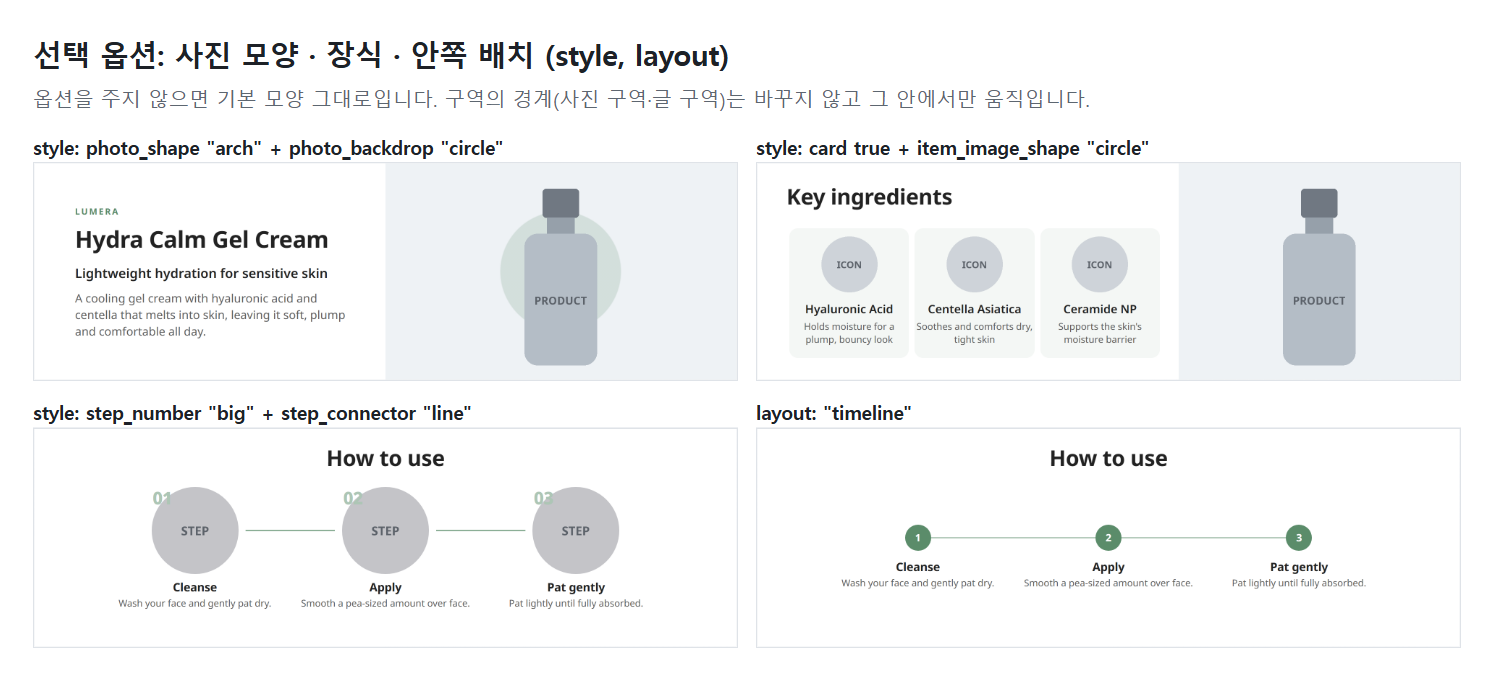 선택 옵션: 사진 모양 · 장식 · 안쪽 배치 (style, layout)
옵션을 주지 않으면 기본 모양 그대로입니다. 구역의 경계(사진 구역·글 구역)는 바꾸지 않고 그 안에서만 움직입니다.
style: photo_shape "arch" + photo_backdrop "circle"
LUMERA
Hydra Calm Gel Cream
Lightweight hydration for sensitive skin
A cooling gel cream with hyaluronic acid and
centella that melts into skin, leaving it soft, plump
and comfortable all day.
PRODUCT
style: card true + item_image_shape "circle"
Key ingredients
ICON ICON ICON
Hyaluronic Acid Centella Asiatica Ceramide NP
Holds moisture for a Soothes and comforts dry, Supports the skin's
plump, bouncy look tight skin moisture barrier
PRODUCT
style: step_number "big" + step_connector "line"
How to use
01 02 03
STEP STEP STEP
Cleanse Apply Pat gently
Wash your face and gently pat dry. Smooth a pea-sized amount over face. Pat lightly until fully absorbed.
layout: "timeline"
How to use
1 2 3
Cleanse Apply Pat gently
Wash your face and gently pat dry. Smooth a pea-sized amount over face. Pat lightly until fully absorbed.